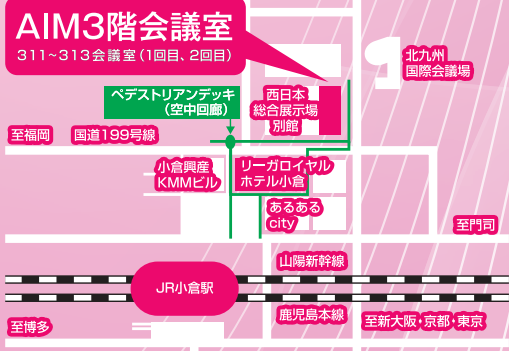 AIM3階会議室
311~313会議室(1回目、2回目)
北九州
国際会議場
ペデストリアンデッキ
(空中回廊)
西日本
総合展示場
別館
至福岡
国道199号線
小倉興産
KMMビル
リーガロイヤル
ホテル小倉
あるある
city
至門司
山陽新幹線
JR小倉駅
鹿児島本線
至博多
至新大阪・京都・東京